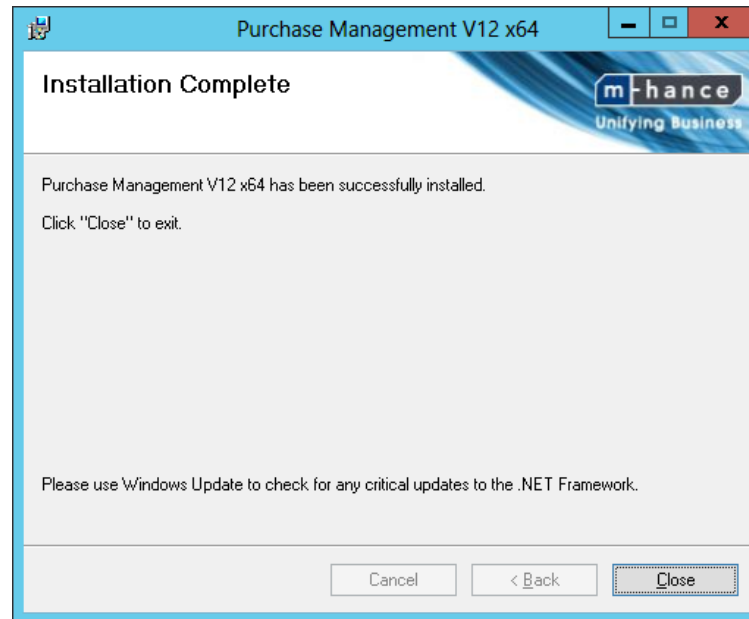 Purchase Management V12 x64
Installation Complete
m-hance
Unifying Business
Purchase Management V12 x64 has been successfully installed.
Click "Close" to exit.
Please use Windows Update to check for any critical updates to the .NET Framework.
Cancel
< Back
Close